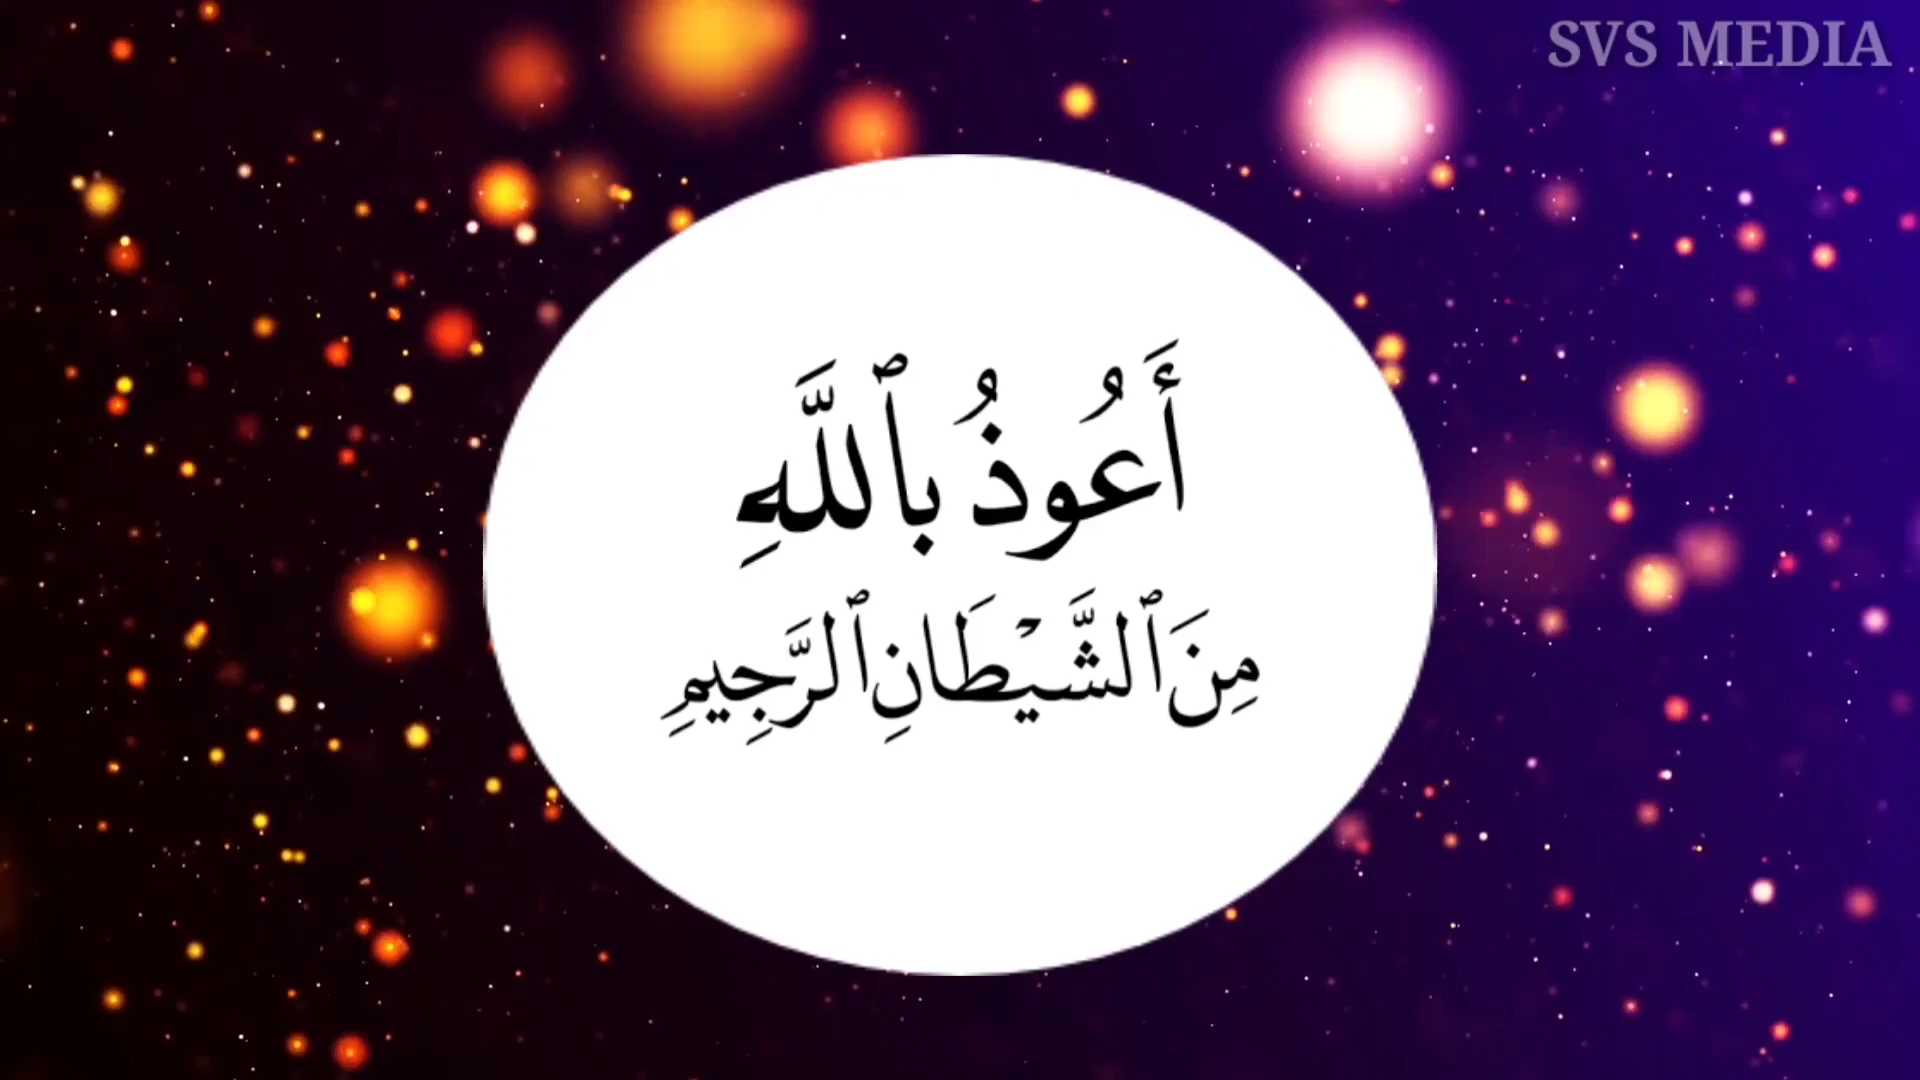 SVS MEDIA
أَعُوذُ بِٱللَّهِ
مِنَ ٱلشَّيْطَانِ ٱلرَّجِيمِ